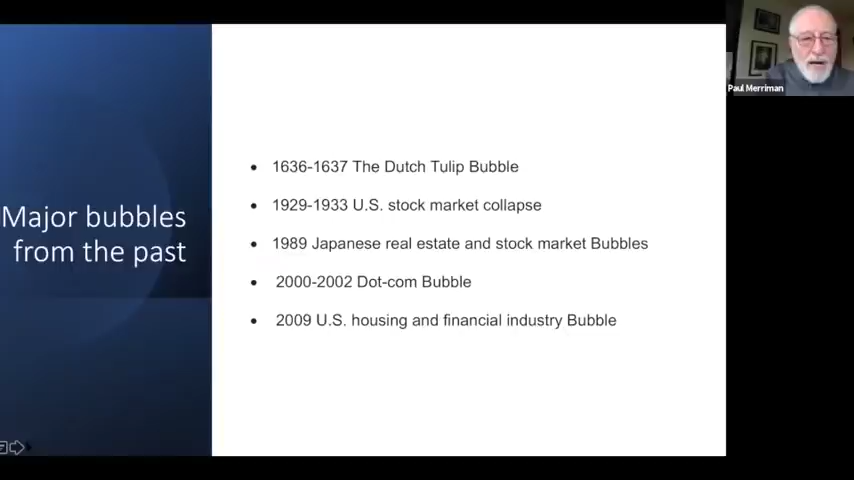 Major bubbles
from the past
• 1636-1637 The Dutch Tulip Bubble
• 1929-1933 U.S. stock market collapse
• 1989 Japanese real estate and stock market Bubbles
• 2000-2002 Dot-com Bubble
• 2009 U.S. housing and financial industry Bubble
Paul Merriman